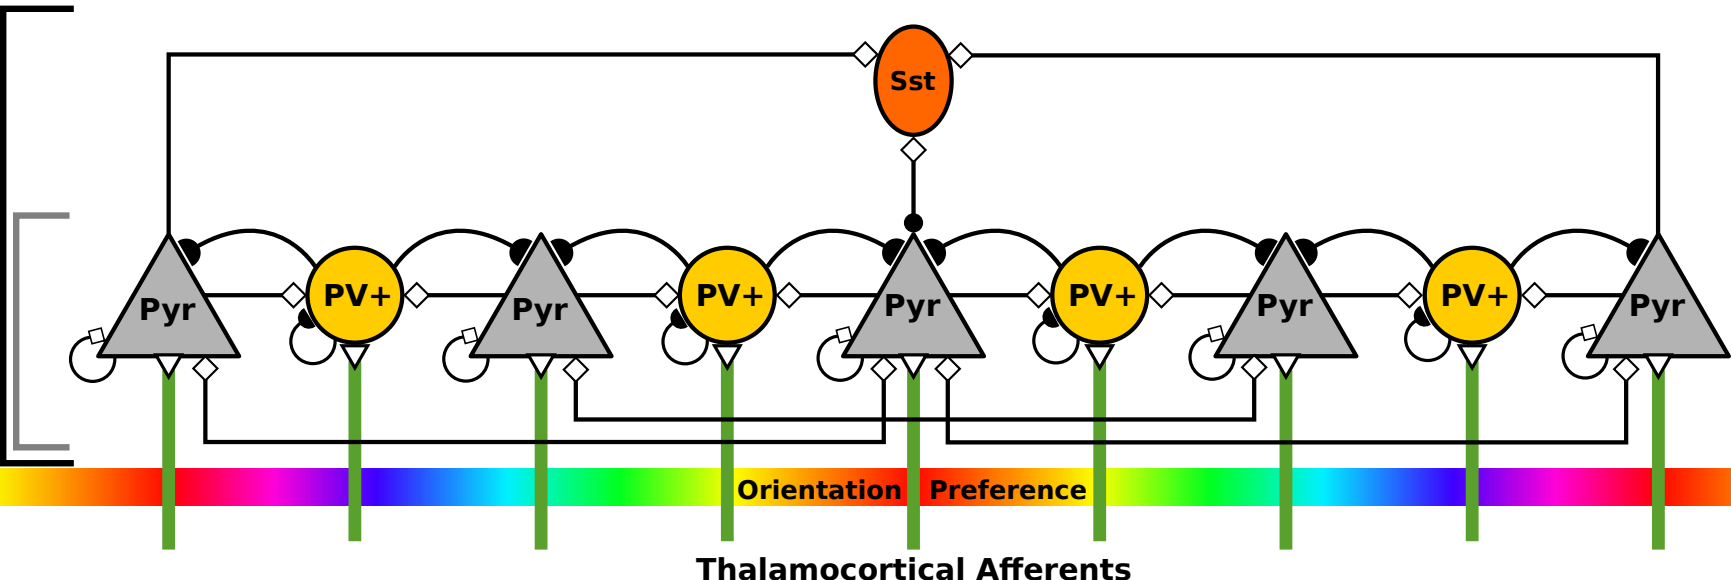 Sst
Pyr PV+ Pyr PV+ Pyr PV+ Pyr PV+ Pyr
Orientation Preference
Thalamocortical Afferents